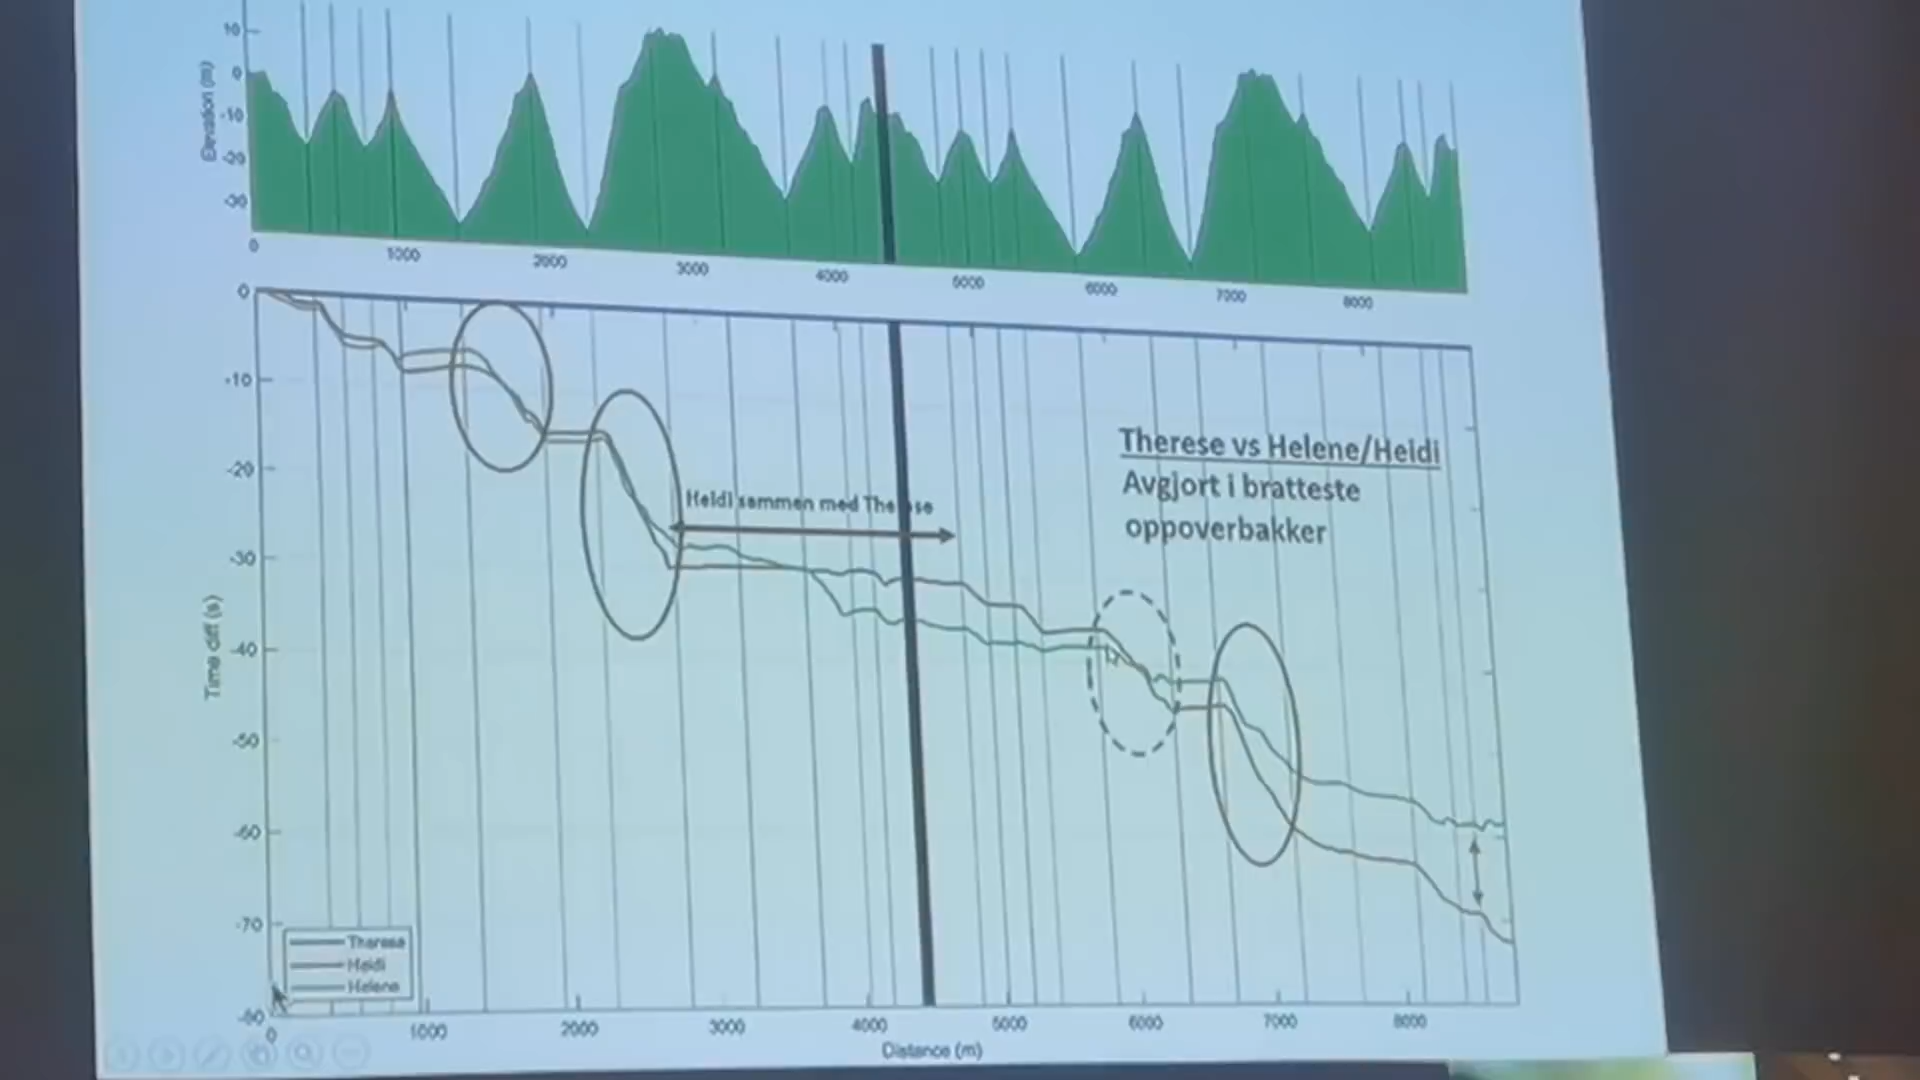 10
0
-10
-20
-30
Elevation (m)
0 1000 2000 3000 4000 5000 6000 7000 8000
0
-10
-20
-30
-40
-50
-60
-70
-80
Time diff (s)
Heidi sammen med The se
Therese vs Helene/Heidi
Avgjort i bratteste
oppoverbakker
Therese
Heidi
Helene
0 1000 2000 3000 4000 5000 6000 7000 8000
Distance (m)